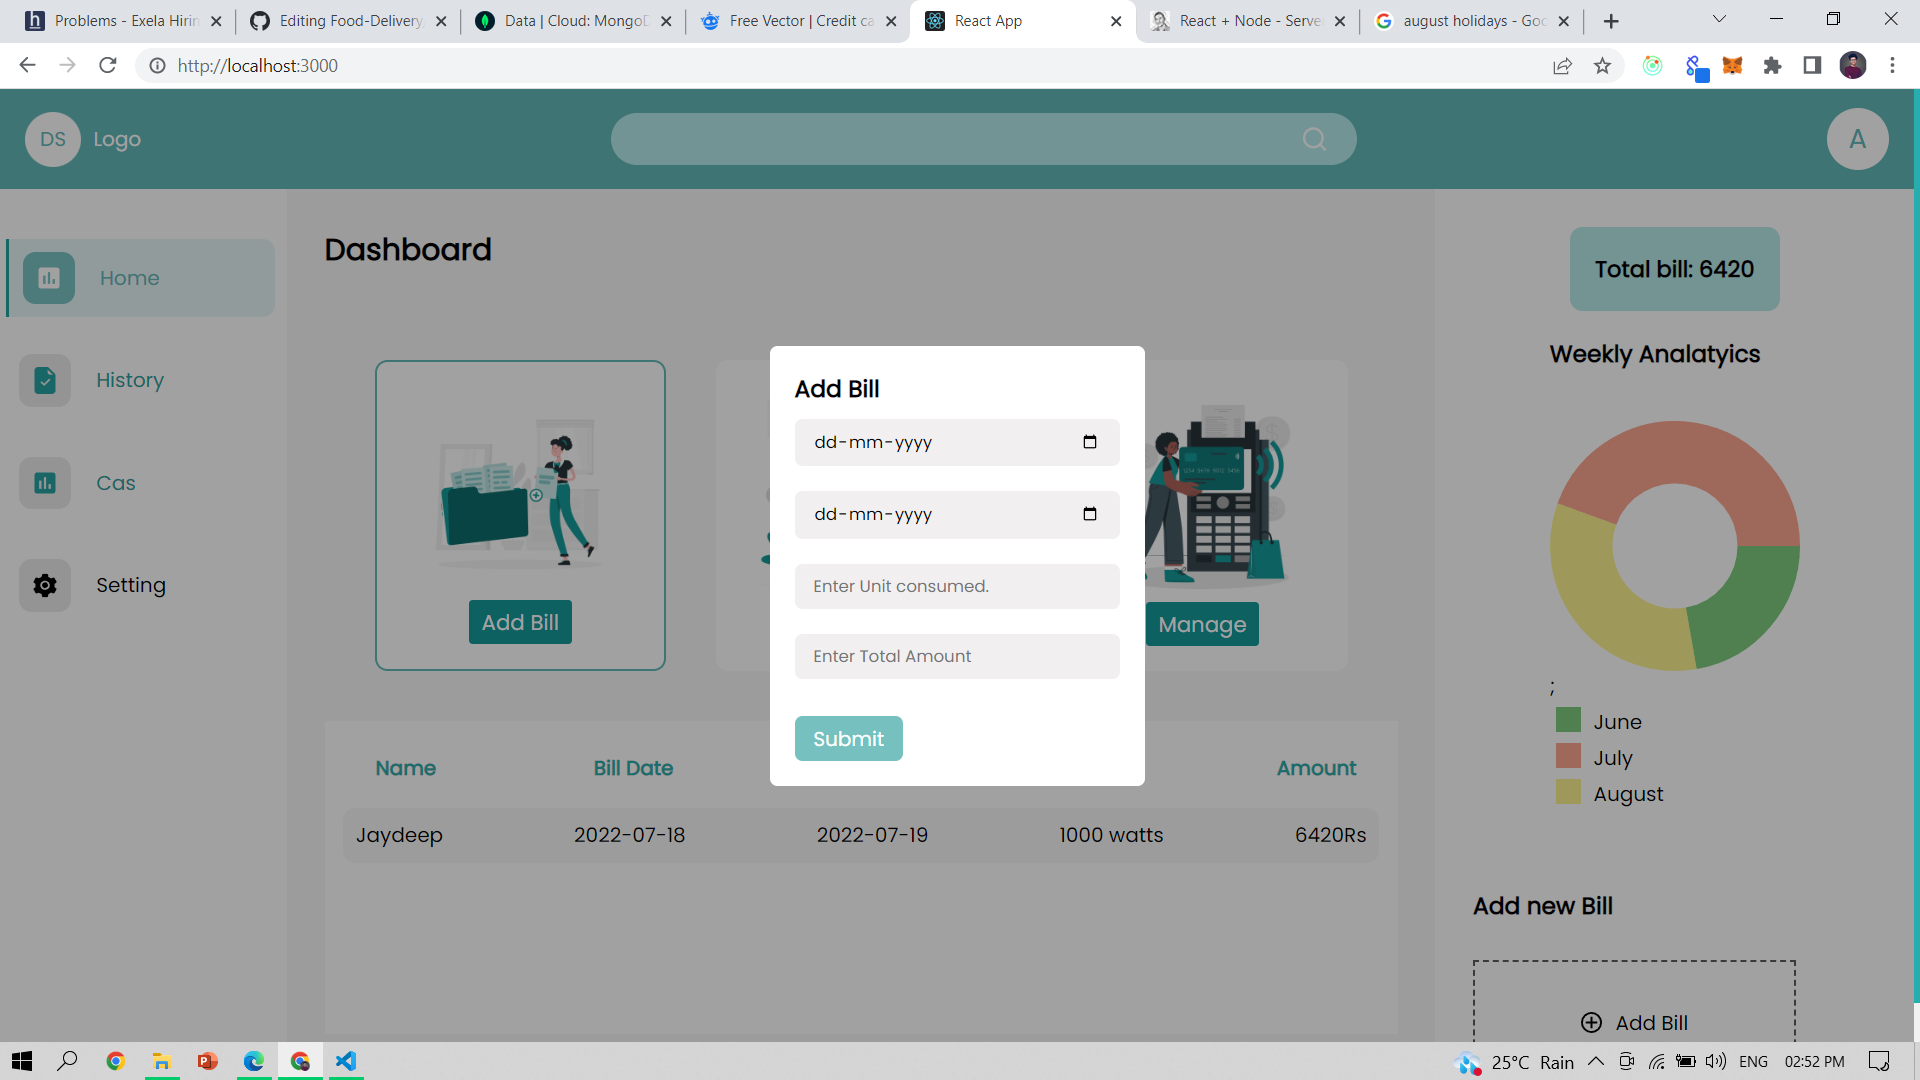 Problems - Exela Hirin
Editing Food-Delivery
Data | Cloud: MongoD
Free Vector | Credit ca
React App
React + Node - Serve
august holidays - Goo
http://localhost:3000
DS
Logo
A
Home
History
Cas
Setting
Dashboard
Add Bill
Manage
Add Bill
dd-mm-yyyy
dd-mm-yyyy
Enter Unit consumed.
Enter Total Amount
Submit
Name
Bill Date
Amount
Jaydeep
2022-07-18
2022-07-19
1000 watts
6420Rs
Total bill: 6420
Weekly Analatyics
;
June
July
August
Add new Bill
Add Bill
25°C Rain
ENG
02:52 PM